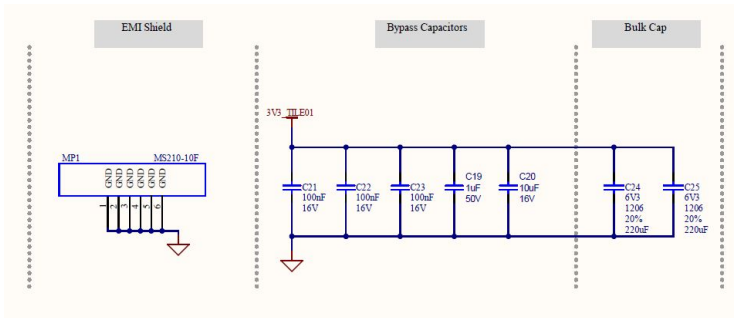 EMI Shield
Bypass Capacitors
Bulk Cap
3V3_TILE01
MP1
MS210-10F
GND
GND
GND
GND
GND
GND
1
2
3
4
5
6
C21
100nF
16V
C22
100nF
16V
C23
100nF
16V
C19
1uF
50V
C20
10uF
16V
C24
6V3
1206
20%
220uF
C25
6V3
1206
20%
220uF